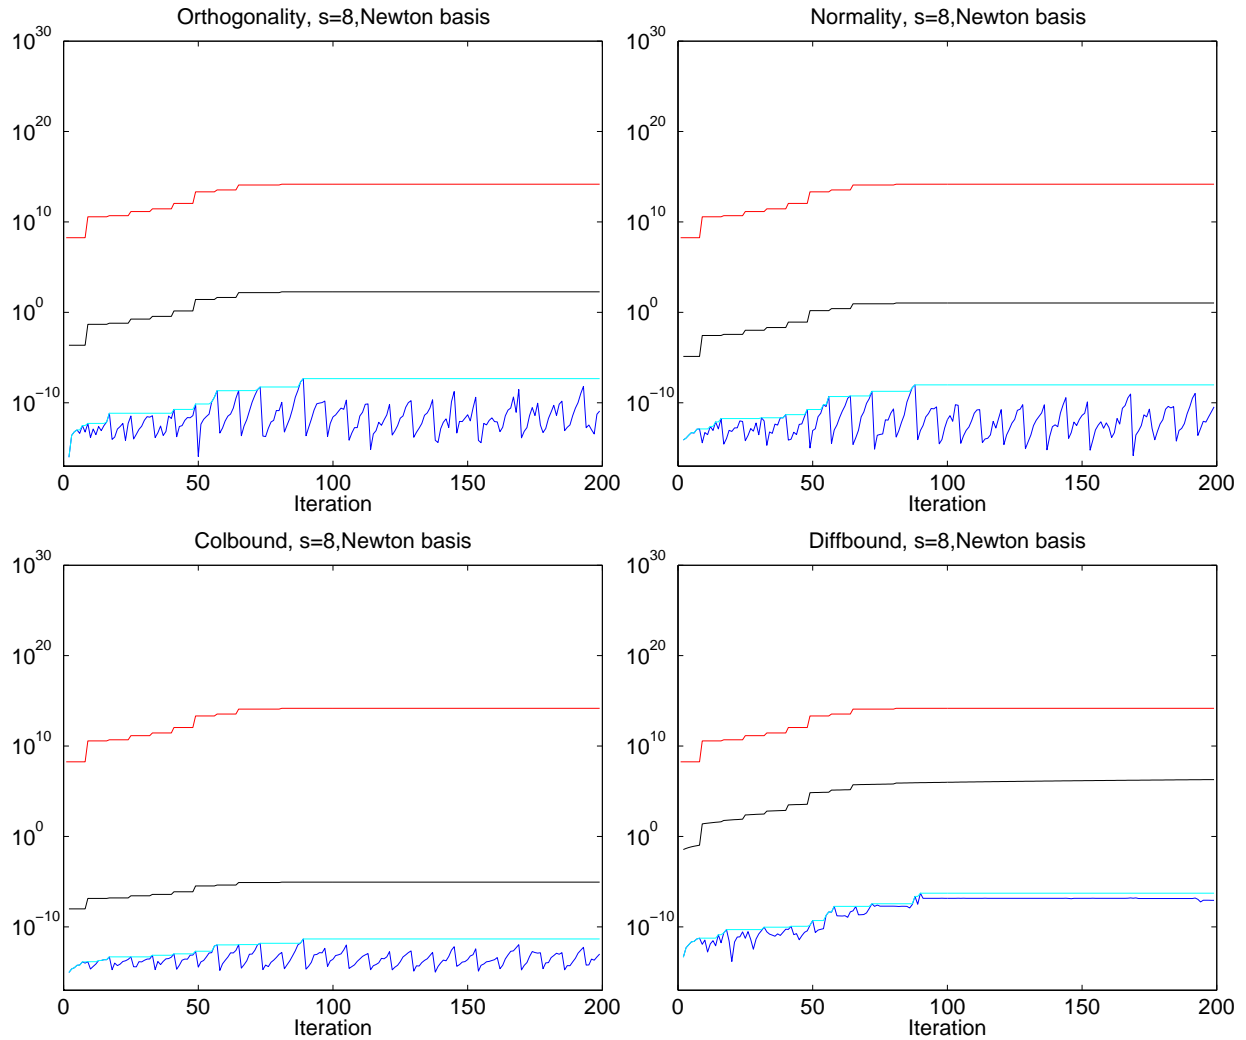 Orthogonality, s=8,Newton basis
10^30
10^20
10^10
10^0
10^−10
0 50 100 150 200
Iteration
Normality, s=8,Newton basis
10^30
10^20
10^10
10^0
10^−10
0 50 100 150 200
Iteration
Colbound, s=8,Newton basis
10^30
10^20
10^10
10^0
10^−10
0 50 100 150 200
Iteration
Diffbound, s=8,Newton basis
10^30
10^20
10^10
10^0
10^−10
0 50 100 150 200
Iteration